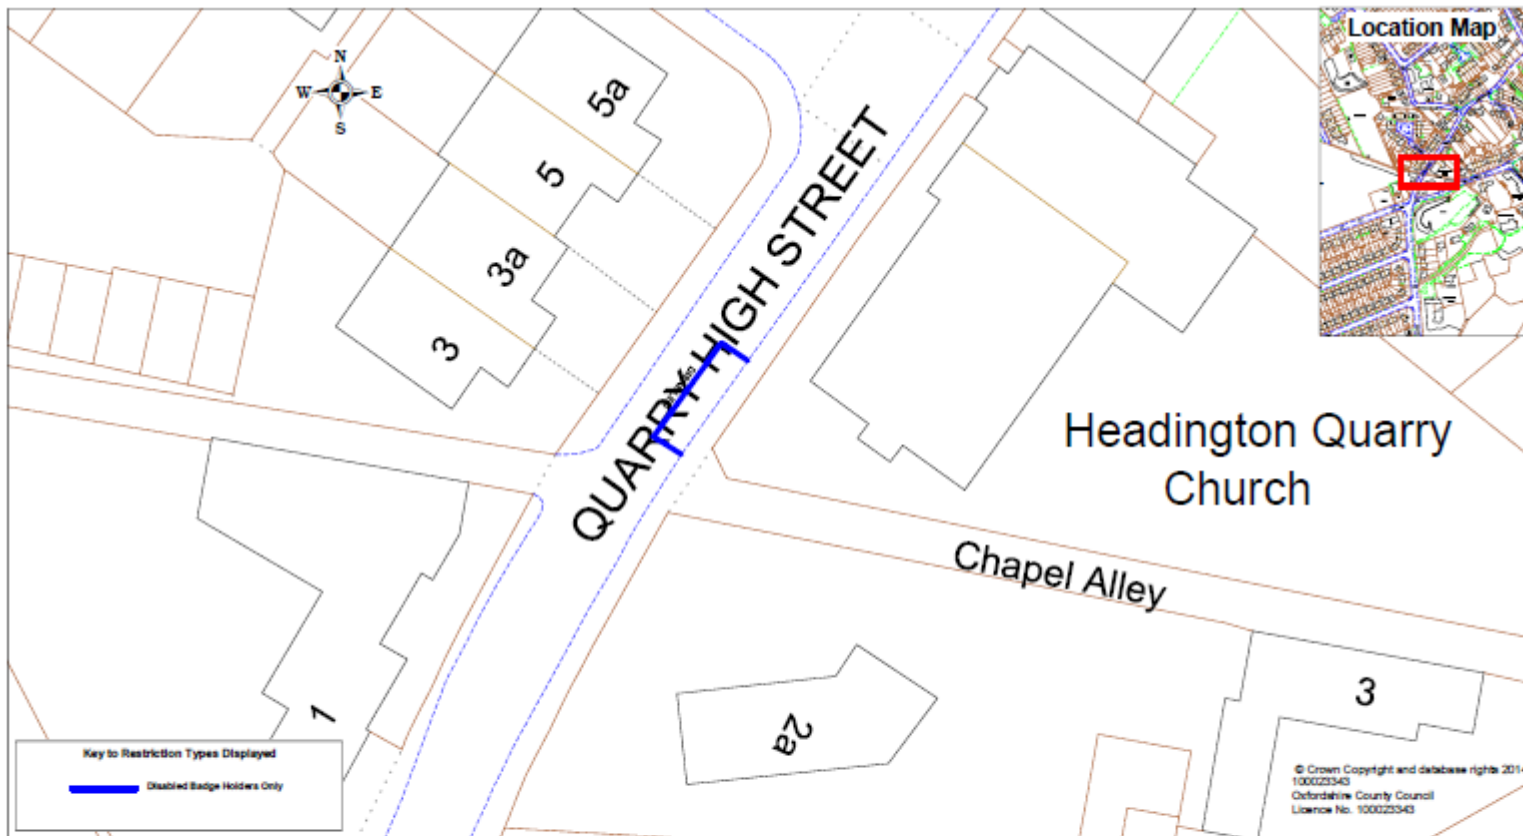 Location Map
N
W E
S
5a
5
3a
3
QUARRY HIGH STREET
Headington Quarry
Church
Chapel Alley
1
2a
3
Key to Restriction Types Displayed
Disabled Badge Holders Only
© Crown Copyright and database rights 2014
100023343
Oxfordshire County Council
Licence No. 100023343